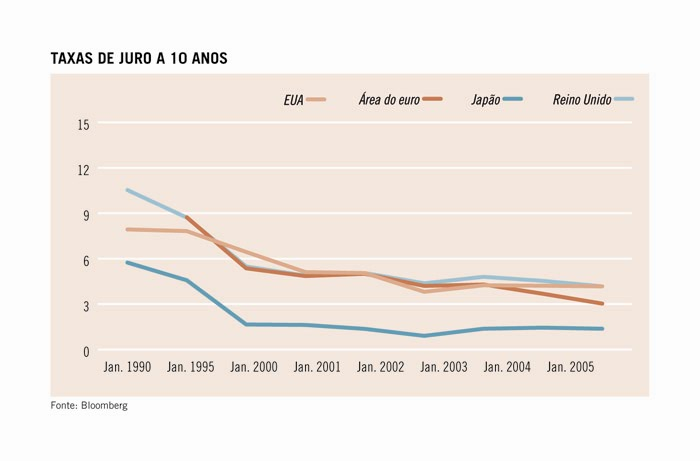 TAXAS DE JURO A 10 ANOS
EUA Área do euro Japão Reino Unido
15
12
9
6
3
0
Jan. 1990 Jan. 1995 Jan. 2000 Jan. 2001 Jan. 2002 Jan. 2003 Jan. 2004 Jan. 2005
Fonte: Bloomberg